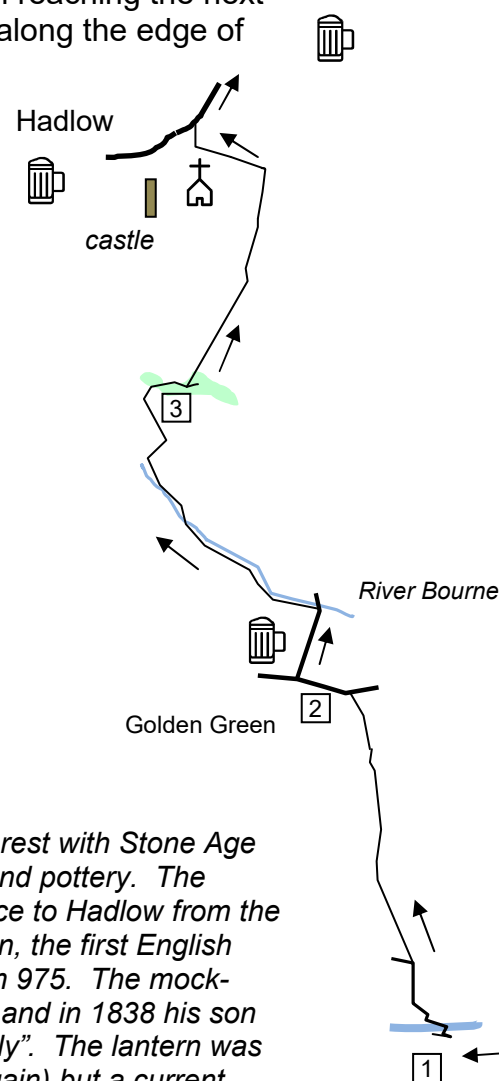 reaching the next
along the edge of
Hadlow
castle
3
River Bourne
2
Golden Green
rest with Stone Age
nd pottery. The
ce to Hadlow from the
n, the first English
n 975. The mock-
and in 1838 his son
ly”. The lantern was
gain) but a current
1